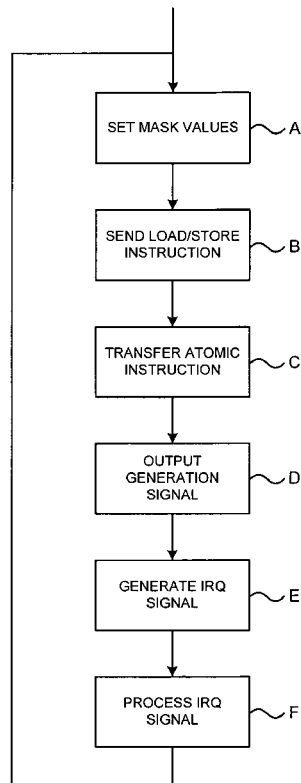 SET MASK VALUES
A
SEND LOAD/STORE
INSTRUCTION
B
TRANSFER ATOMIC
INSTRUCTION
C
OUTPUT
GENERATION
SIGNAL
D
GENERATE IRQ
SIGNAL
E
PROCESS IRQ
SIGNAL
F